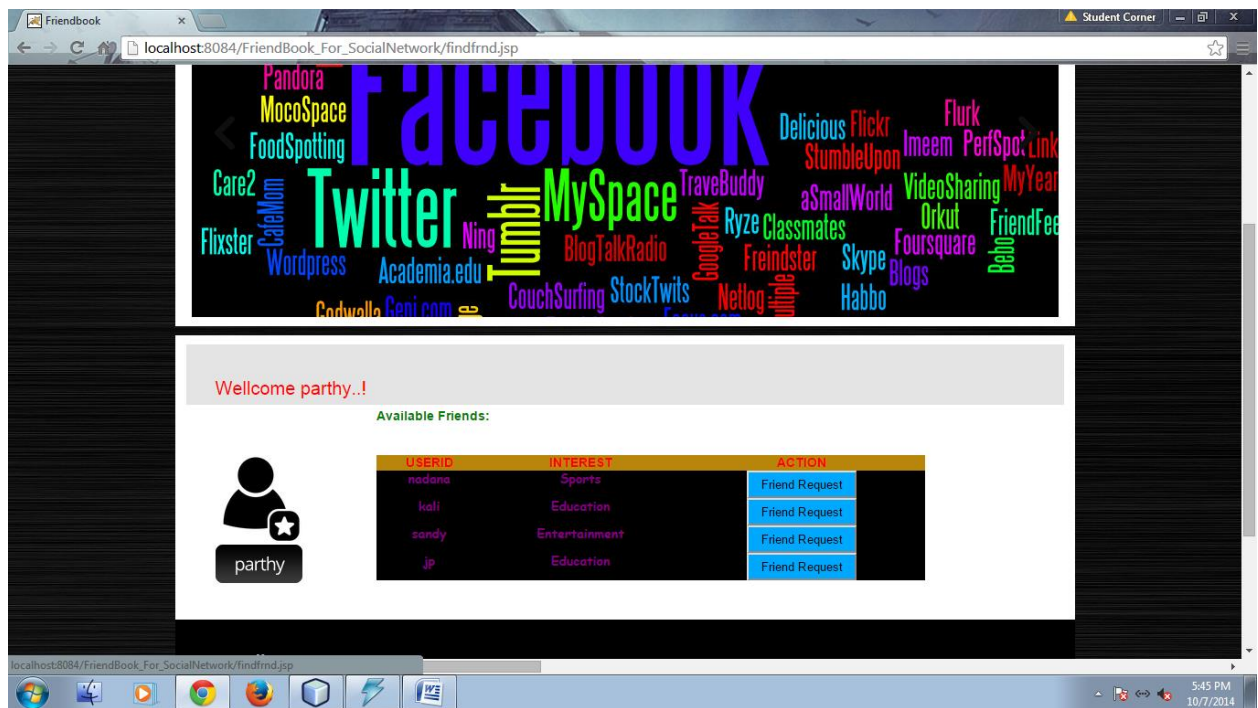 Friendbook
Student Corner
localhost:8084/FriendBook_For_SocialNetwork/findfrnd.jsp
Facebook
Pandora
MocoSpace
FoodSpotting
Delicious Flickr
StumbleUpon
Flurk
Imeem PerfSpot Link
Care2
CafeMom
Twitter
Tumblr
MySpace
TraveBuddy
aSmallWorld
VideoSharing MyYear
Flixster
Ning
BlogTalkRadio
GoogleTalk
Ryze Classmates
Orkut
FriendFee
Wordpress
Academia.edu
Freindster
Skype
Foursquare
Blogs
Bebo
CouchSurfing StockTwits
Netlog
Habbo
Wellcome parthy..!
Available Friends:
USERID INTEREST ACTION
nadana Sports Friend Request
kali Education Friend Request
sandy Entertainment Friend Request
jp Education Friend Request
parthy
localhost:8084/FriendBook_For_SocialNetwork/findfrnd.jsp
5:45 PM
10/7/2014